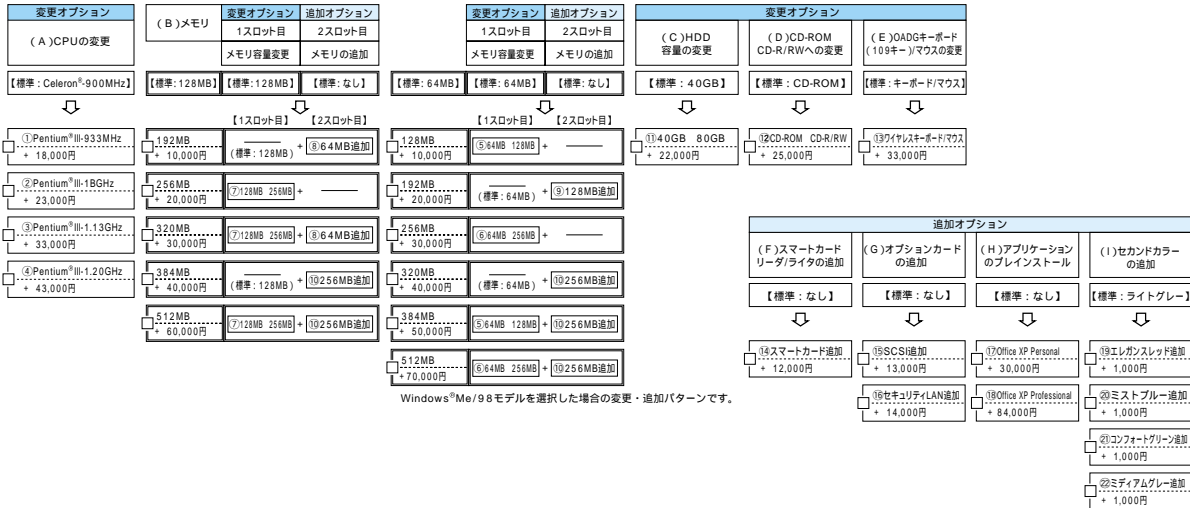 変更オプション
(A)CPUの変更
【標準：Celeron®-900MHz】
①Pentium®III-933MHz
+ 18,000円
②Pentium®III-1BGHz
+ 23,000円
③Pentium®III-1.13GHz
+ 33,000円
④Pentium®III-1.20GHz
+ 43,000円
(B)メモリ
変更オプション 追加オプション
1スロット目 2スロット目
メモリ容量変更 メモリの追加
【標準：128MB】 【標準：128MB】 【標準：なし】
【1スロット目】 【2スロット目】
192MB
+ 10,000円
(標準：128MB) + ⑧64MB追加
256MB
+ 20,000円
⑦128MB 256MB +
320MB
+ 30,000円
⑦128MB 256MB + ⑧64MB追加
384MB
+ 40,000円
(標準：128MB) + ⑩256MB追加
512MB
+ 60,000円
⑦128MB 256MB + ⑩256MB追加
変更オプション 追加オプション
1スロット目 2スロット目
メモリ容量変更 メモリの追加
【標準：64MB】 【標準：64MB】 【標準：なし】
【1スロット目】 【2スロット目】
128MB
+ 10,000円
⑤64MB 128MB +
192MB
+ 20,000円
(標準：64MB) + ⑨128MB追加
256MB
+ 30,000円
⑥64MB 256MB +
320MB
+ 40,000円
(標準：64MB) + ⑩256MB追加
384MB
+ 50,000円
⑤64MB 128MB + ⑩256MB追加
512MB
+70,000円
⑥64MB 256MB + ⑩256MB追加
Windows®Me/98モデルを選択した場合の変更・追加パターンです。
変更オプション
(C)HDD
容量の変更
【標準：40GB】
⑪40GB 80GB
+ 22,000円
(D)CD-ROM
CD-R/RWへの変更
【標準：CD-ROM】
⑫CD-ROM CD-R/RW
+ 25,000円
(E)OADGキーボード
(109キー)/マウスの変更
【標準：キーボード/マウス】
⑬ワイヤレスキーボード/マウス
+ 33,000円
追加オプション
(F)スマートカード
リーダ/ライタの追加
【標準：なし】
⑭スマートカード追加
+ 12,000円
(G)オプションカード
の追加
【標準：なし】
⑮SCSI追加
+ 13,000円
⑯セキュリティLAN追加
+ 14,000円
(H)アプリケーション
のプレインストール
【標準：なし】
⑰Office XP Personal
+ 30,000円
⑱Office XP Professional
+ 84,000円
(I)セカンドカラー
の追加
【標準：ライトグレー】
⑲エレガンスレッド追加
+ 1,000円
⑳ミストブルー追加
+ 1,000円
㉑コンフォートグリーン追加
+ 1,000円
㉒ミディアムグレー追加
+ 1,000円